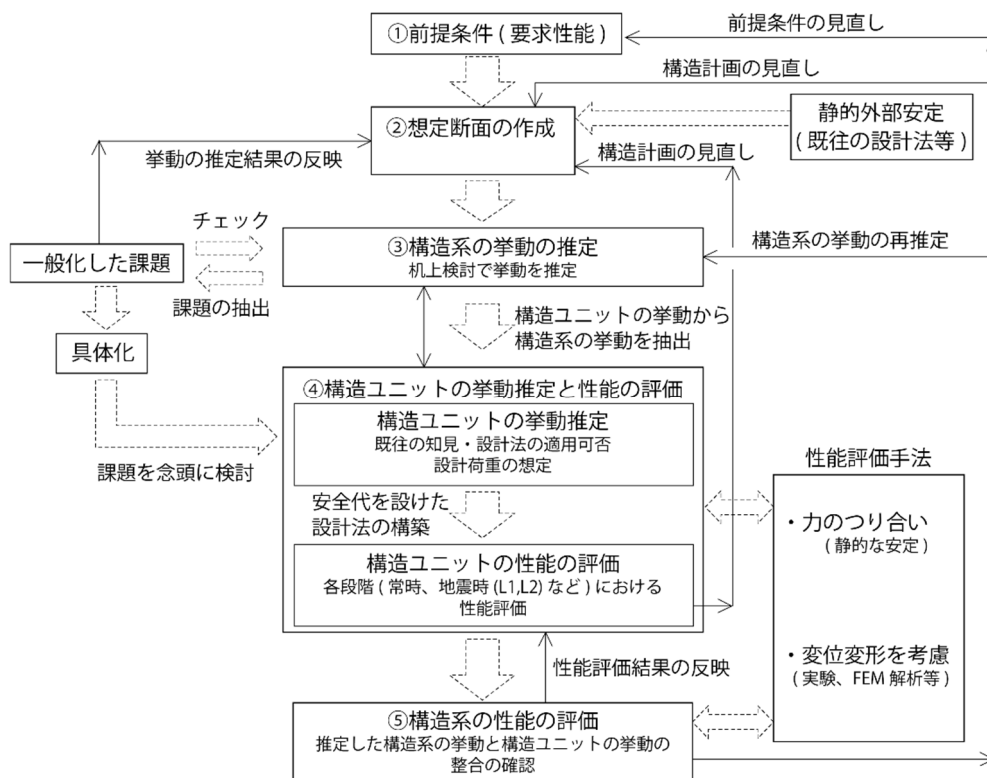 ①前提条件 ( 要求性能 )
前提条件の見直し
構造計画の見直し
②想定断面の作成
静的外部安定
( 既往の設計法等 )
挙動の推定結果の反映
構造計画の見直し
チェック
一般化した課題
課題の抽出
③構造系の挙動の推定
机上検討で挙動を推定
構造系の挙動の再推定
構造ユニットの挙動から
構造系の挙動を抽出
具体化
課題を念頭に検討
④構造ユニットの挙動推定と性能の評価
構造ユニットの挙動推定
既往の知見・設計法の適用可否
設計荷重の想定
安全代を設けた
設計法の構築
構造ユニットの性能の評価
各段階 ( 常時、地震時 (L1,L2) など ) における
性能評価
性能評価手法
・力のつり合い
( 静的な安定 )
・変位変形を考慮
( 実験、FEM 解析等 )
性能評価結果の反映
⑤構造系の性能の評価
推定した構造系の挙動と構造ユニットの挙動の
整合の確認